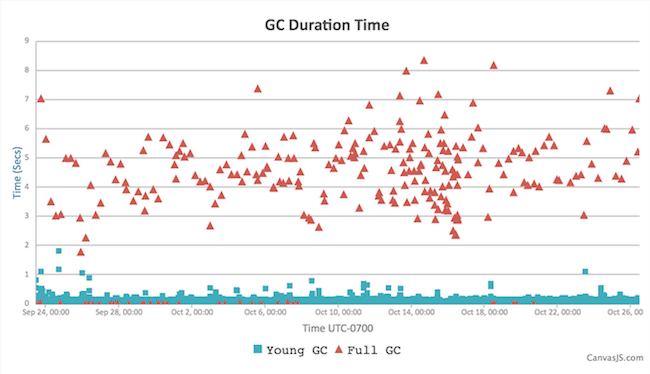 GC Duration Time
9
8
7
6
5
4
3
2
1
0
Time (Secs)
Sep 24, 00:00 Sep 28, 00:00 Oct 2, 00:00 Oct 6, 00:00 Oct 10, 00:00 Oct 14, 00:00 Oct 18, 00:00 Oct 22, 00:00 Oct 26, 00:00
Time UTC-0700
Young GC Full GC
CanvasJS.com